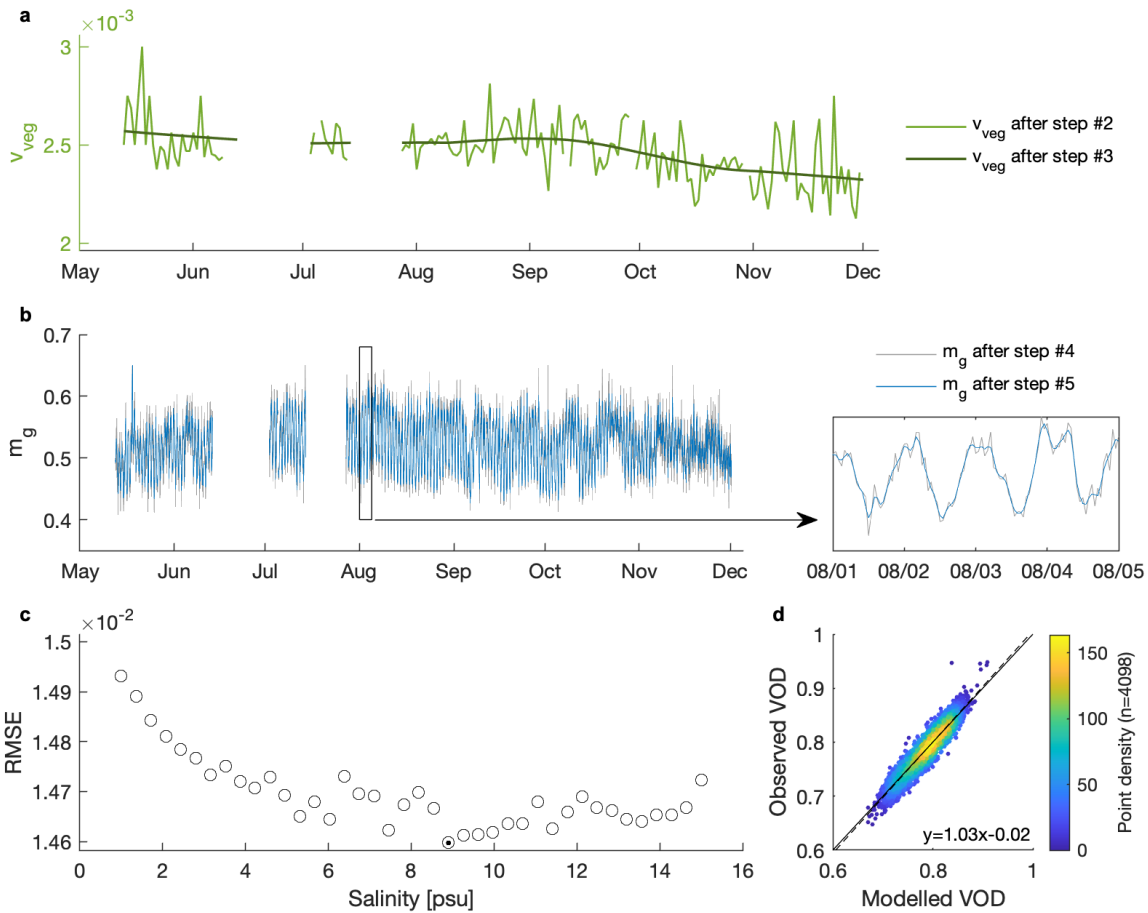 a
×10⁻³
3
2.5
2
v_veg
v_veg after step #2
v_veg after step #3
May Jun Jul Aug Sep Oct Nov Dec
b
0.7
0.6
0.5
0.4
m_g
m_g after step #4
m_g after step #5
May Jun Jul Aug Sep Oct Nov Dec
08/01 08/02 08/03 08/04 08/05
c
×10⁻²
1.5
1.49
1.48
1.47
1.46
RMSE
0 2 4 6 8 10 12 14 16
Salinity [psu]
d
1
0.9
0.8
0.7
0.6
Observed VOD
y=1.03x-0.02
0.6 0.8 1
Modelled VOD
150
100
50
0
Point density (n=4098)